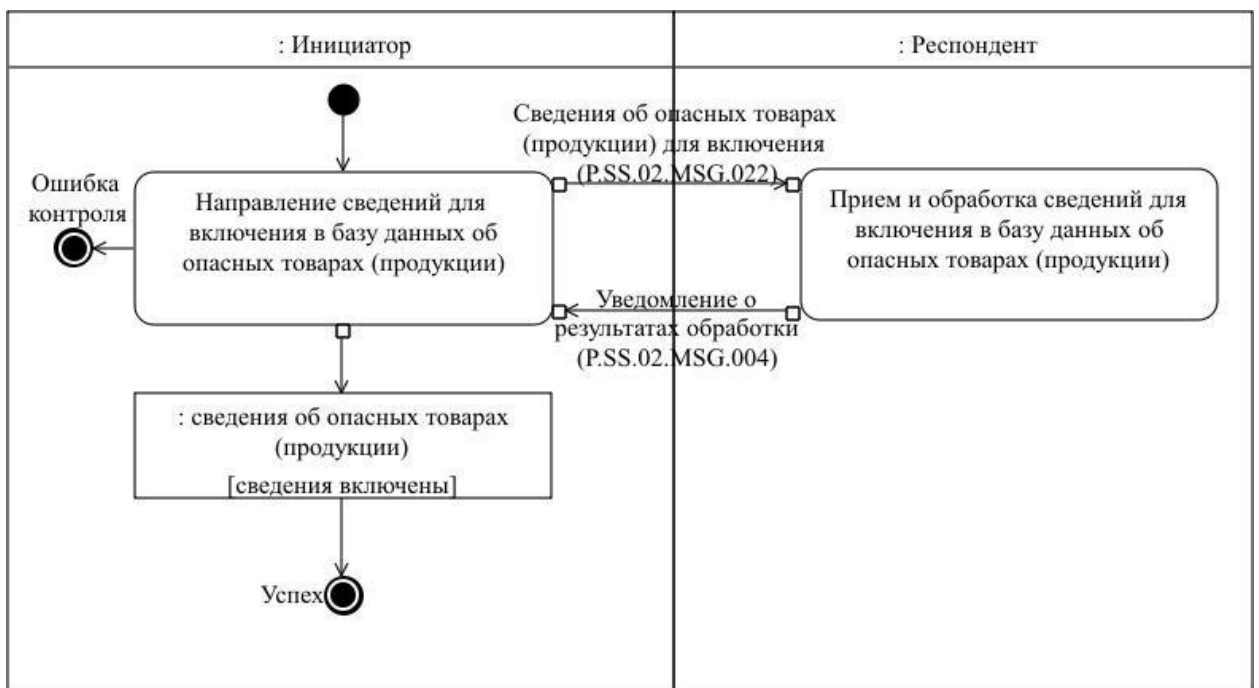 : Инициатор
: Респондент
Сведения об опасных товарах
(продукции) для включения
(P.SS.02.MSG.022)
Ошибка
контроля
Направление сведений для
включения в базу данных об
опасных товарах (продукции)
Прием и обработка сведений для
включения в базу данных об
опасных товарах (продукции)
Уведомление о
результатах обработки
(P.SS.02.MSG.004)
: сведения об опасных товарах
(продукции)
[сведения включены]
Успех